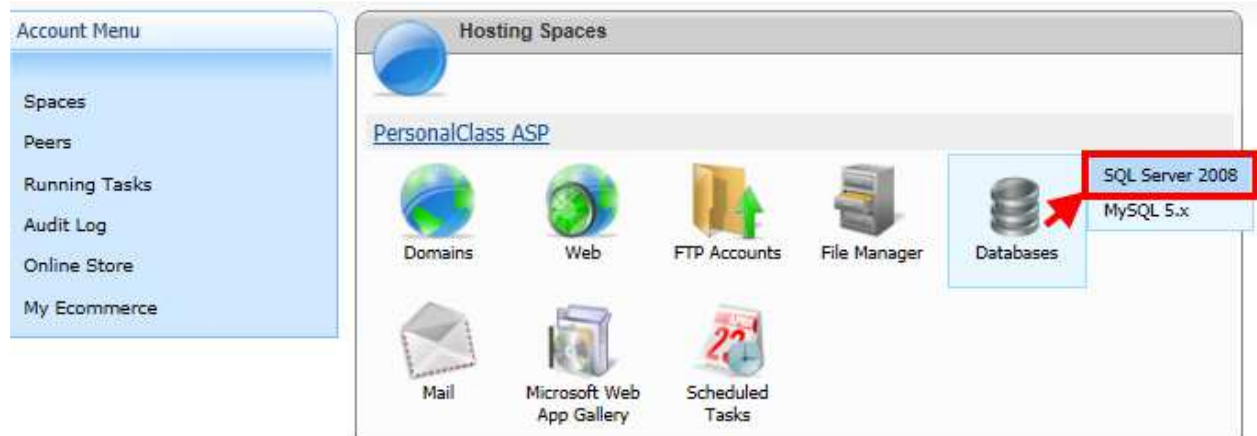 Account Menu
Spaces
Peers
Running Tasks
Audit Log
Online Store
My Ecommerce
Hosting Spaces
PersonalClass ASP
Domains
Web
FTP Accounts
File Manager
Databases
SQL Server 2008
MySQL 5.x
Mail
Microsoft Web
App Gallery
23
Scheduled
Tasks